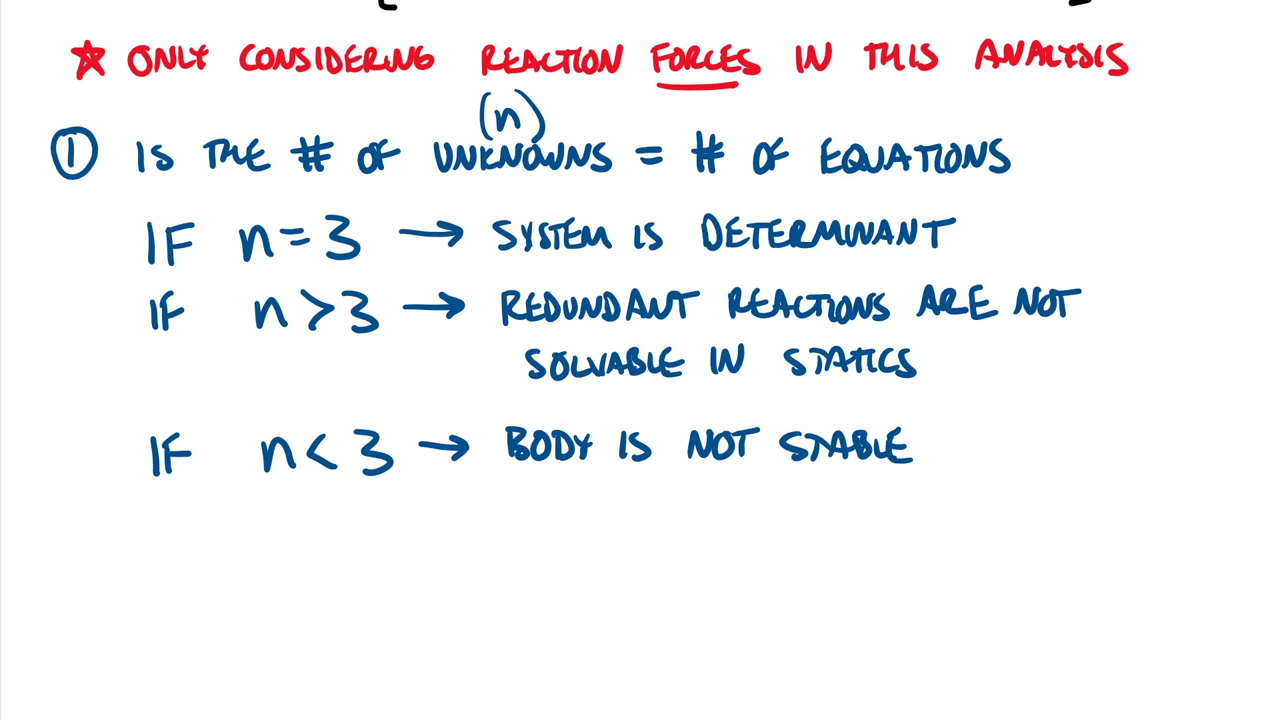 ☆ ONLY CONSIDERING REACTION FORCES IN THIS ANALYSIS
(n)
① IS THE # OF UNKNOWNS = # OF EQUATIONS
IF n = 3 → SYSTEM IS DETERMINANT
IF n > 3 → REDUNDANT REACTIONS ARE NOT
SOLVABLE IN STATICS
IF n < 3 → BODY IS NOT STABLE